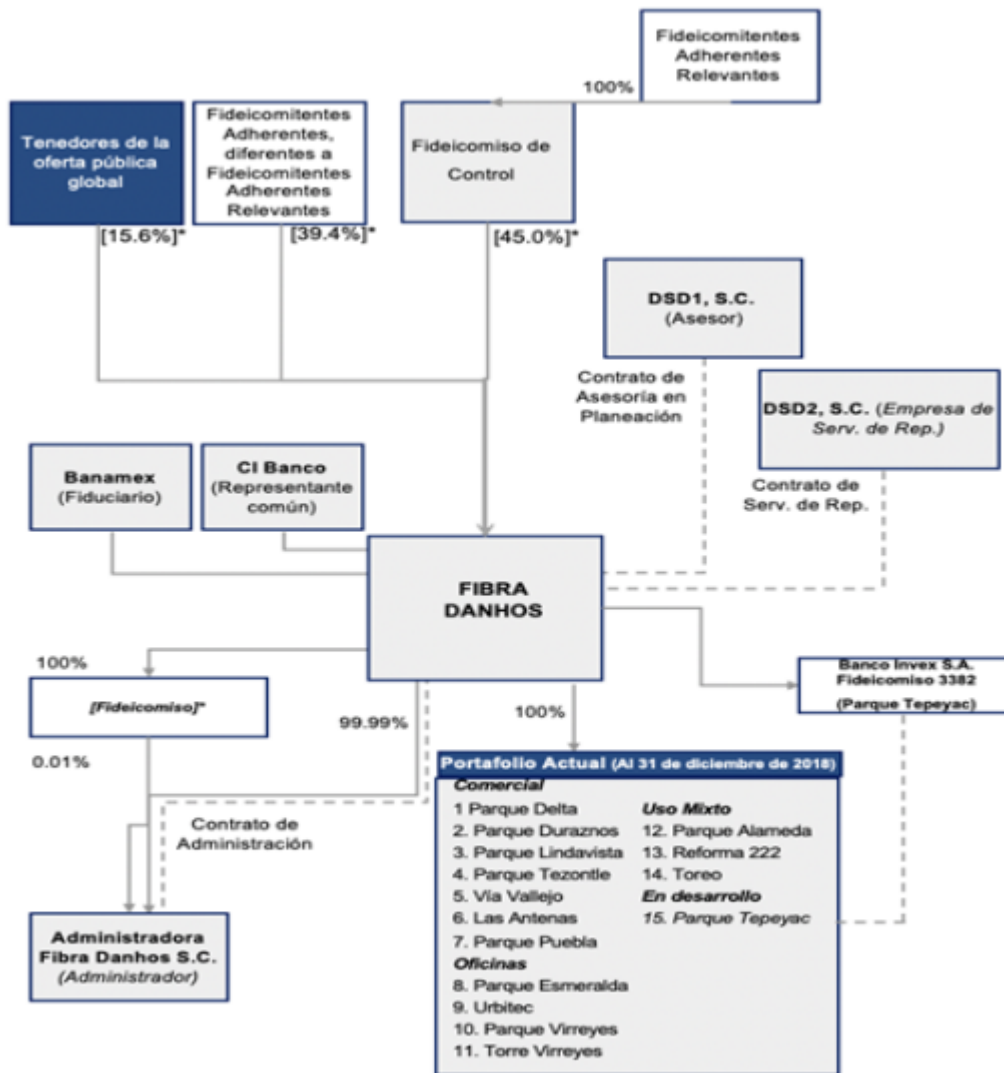 Fideicomitentes
Adherentes
Relevantes
100%
Tenedores de la
oferta pública
global
Fideicomitentes
Adherentes,
diferentes a
Fideicomitentes
Adherentes
Relevantes
Fideicomiso de
Control
[15.6%]*
[39.4%]*
[45.0%]*
DSD1, S.C.
(Asesor)
Contrato de
Asesoría en
Planeación
DSD2, S.C. (Empresa de
Serv. de Rep.)
Contrato de
Serv. de Rep.
Banamex
(Fiduciario)
CI Banco
(Representante
común)
FIBRA
DANHOS
100%
[Fideicomiso]*
0.01%
99.99%
100%
Banco Invex S.A.
Fideicomiso 3382
(Parque Tepeyac)
Contrato de
Administración
Administradora
Fibra Danhos S.C.
(Administrador)
Portafolio Actual (Al 31 de diciembre de 2018)
Comercial
1 Parque Delta
2. Parque Duraznos
3. Parque Lindavista
4. Parque Tezontle
5. Vía Vallejo
6. Las Antenas
7. Parque Puebla
Oficinas
8. Parque Esmeralda
9. Urbitec
10. Parque Virreyes
11. Torre Virreyes
Uso Mixto
12. Parque Alameda
13. Reforma 222
14. Toreo
En desarrollo
15. Parque Tepeyac